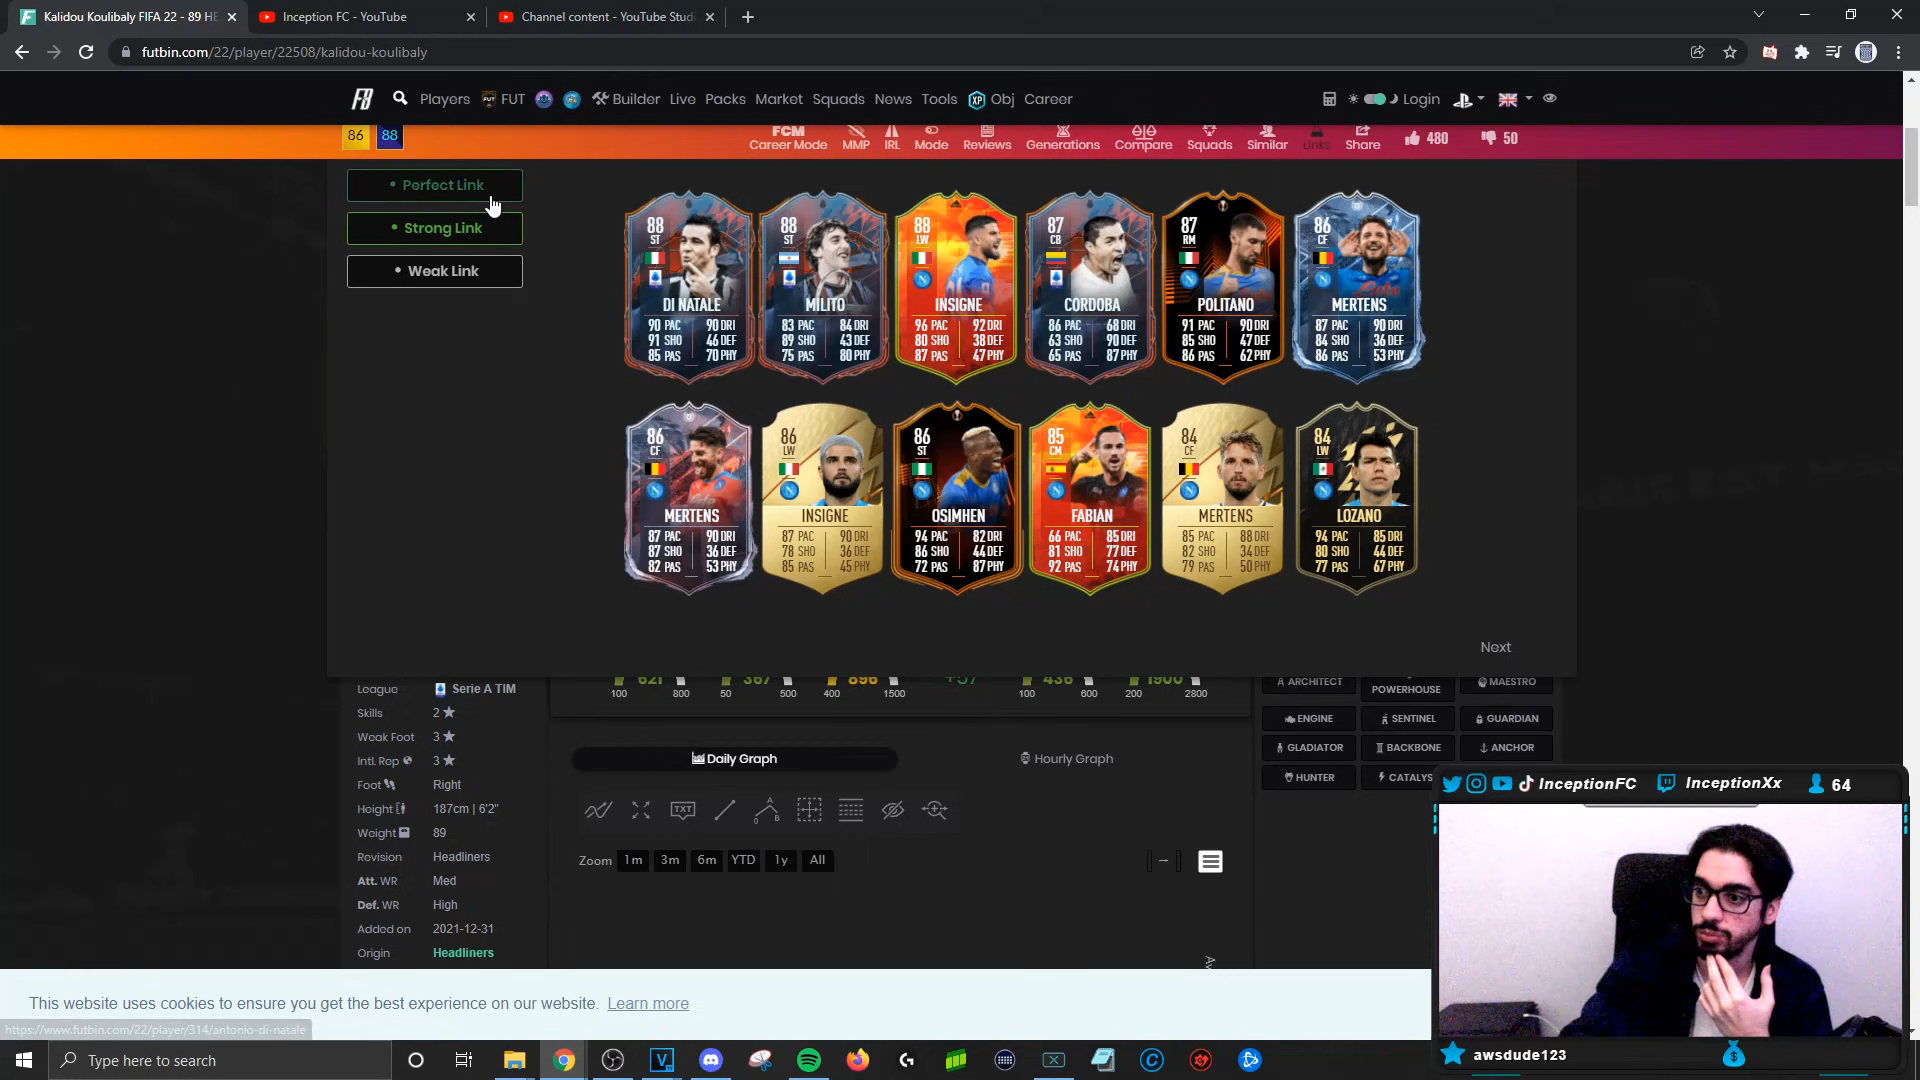 Kalidou Koulibaly FIFA 22 - 89 HE
Inception FC - YouTube
Channel content - YouTube Studi
futbin.com/22/player/22508/kalidou-koulibaly
Players
FUT
Builder
Live
Packs
Market
Squads
News
Tools
XP
Obj
Career
Login
86
88
FCM
Career Mode
MMP
IRL
Mode
Reviews
Generations
Compare
Squads
Similar
Links
Share
480
50
• Perfect Link
• Strong Link
• Weak Link
88 ST DI NATALE
90 PAC 90 DRI
91 SHO 46 DEF
85 PAS 70 PHY
88 ST MILITO
83 PAC 84 DRI
89 SHO 43 DEF
75 PAS 80 PHY
88 LW INSIGNE
96 PAC 92 DRI
80 SHO 38 DEF
87 PAS 47 PHY
87 CB CORDOBA
86 PAC 68 DRI
63 SHO 90 DEF
65 PAS 87 PHY
87 RM POLITANO
91 PAC 90 DRI
85 SHO 47 DEF
86 PAS 62 PHY
86 CF MERTENS
87 PAC 90 DRI
84 SHO 36 DEF
86 PAS 53 PHY
86 CF MERTENS
87 PAC 90 DRI
87 SHO 36 DEF
82 PAS 53 PHY
86 LW INSIGNE
87 PAC 90 DRI
78 SHO 36 DEF
85 PAS 45 PHY
86 ST OSIMHEN
94 PAC 82 DRI
86 SHO 44 DEF
72 PAS 87 PHY
85 CM FABIAN
66 PAC 85 DRI
81 SHO 77 DEF
92 PAS 74 PHY
84 CF MERTENS
85 PAC 88 DRI
82 SHO 34 DEF
79 PAS 50 PHY
84 LW LOZANO
94 PAC 85 DRI
80 SHO 44 DEF
77 PAS 67 PHY
Next
League Serie A TIM
Skills 2
Weak Foot 3
Intl. Rep 3
Foot Right
Height 187cm | 6'2"
Weight 89
Revision Headliners
Att. WR Med
Def. WR High
Added on 2021-12-31
Origin Headliners
621 367 896 +57 436 1900
100 800 50 500 400 1500 100 600 200 2800
ARCHITECT
POWERHOUSE
MAESTRO
ENGINE
SENTINEL
GUARDIAN
GLADIATOR
BACKBONE
ANCHOR
HUNTER
CATALYS
Daily Graph
Hourly Graph
TXT
Zoom 1m 3m 6m YTD 1y All
Av
InceptionFC
InceptionXx
64
awsdude123
This website uses cookies to ensure you get the best experience on our website. Learn more
https://www.futbin.com/22/player/314/antonio-di-natale
Type here to search